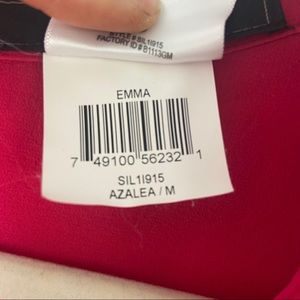 STYLE # SIL1I915
FACTORY ID # B1113GM
EMMA
7 49100 56232 1
SIL1I915
AZALEA / M